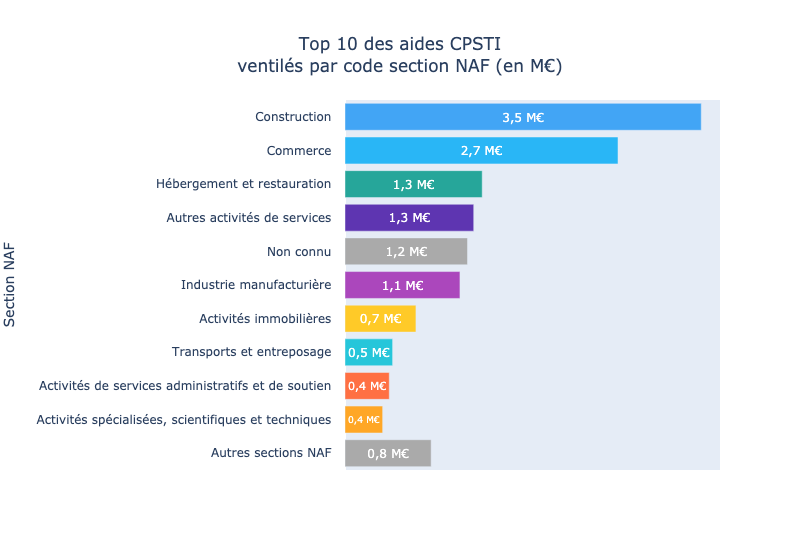 Top 10 des aides CPSTI
ventilés par code section NAF (en M€)
Section NAF
Construction 3,5 M€
Commerce 2,7 M€
Hébergement et restauration 1,3 M€
Autres activités de services 1,3 M€
Non connu 1,2 M€
Industrie manufacturière 1,1 M€
Activités immobilières 0,7 M€
Transports et entreposage 0,5 M€
Activités de services administratifs et de soutien 0,4 M€
Activités spécialisées, scientifiques et techniques 0,4 M€
Autres sections NAF 0,8 M€